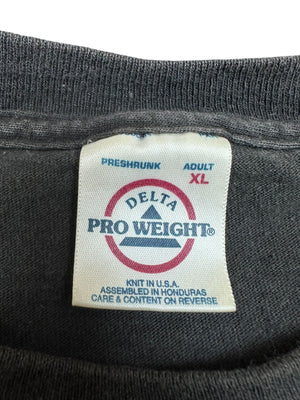 PRESHRUNK ADULT
XL
DELTA
PRO WEIGHT®
KNIT IN U.S.A.
ASSEMBLED IN HONDURAS
CARE & CONTENT ON REVERSE